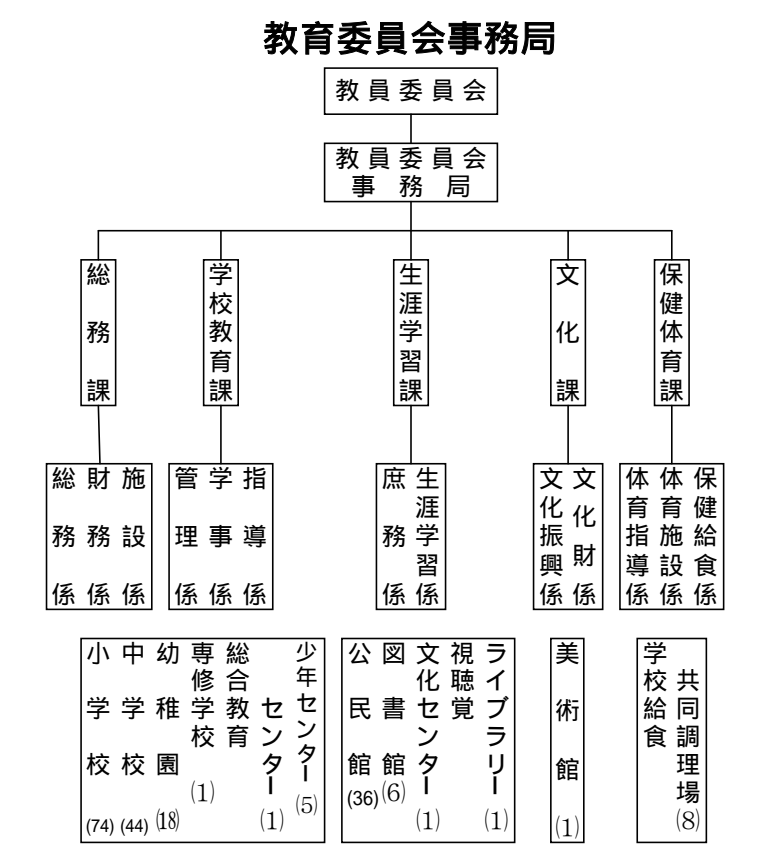 教育委員会事務局
教員委員会
教員委員会
事務局
総務課
学校教育課
生涯学習課
文化課
保健体育課
総務係
財務係
施設係
管理係
学事係
指導係
庶務係
生涯学習係
文化振興係
文化財係
体育指導係
体育施設係
保健給食係
小学校(74)
中学校(44)
幼稚園(18)
専修学校(1)
総合教育
センター(1)
少年センター(5)
公民館(36)
図書館(6)
文化センター(1)
視聴覚
ライブラリー(1)
美術館(1)
学校給食
共同調理場(8)